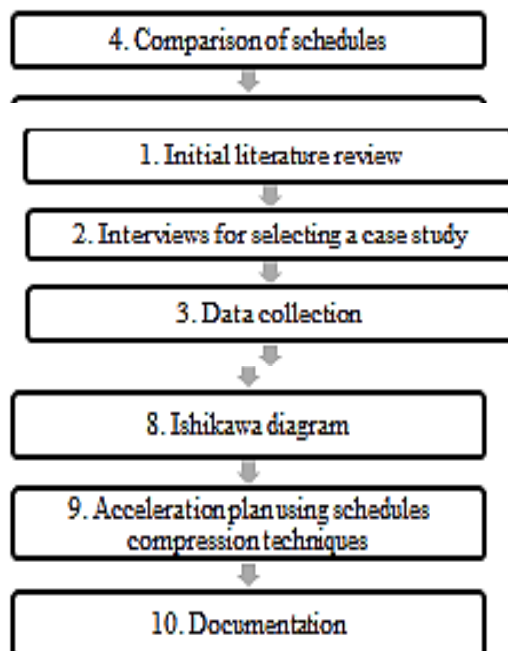 4. Comparison of schedules
1. Initial literature review
2. Interviews for selecting a case study
3. Data collection
8. Ishikawa diagram
9. Acceleration plan using schedules
compression techniques
10. Documentation